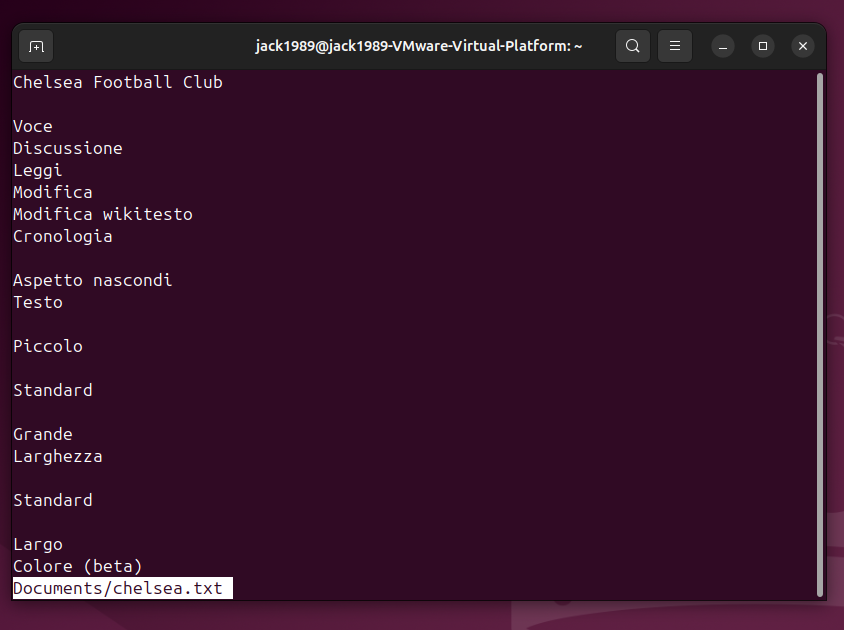 jack1989@jack1989-VMware-Virtual-Platform: ~
Chelsea Football Club
Voce
Discussione
Leggi
Modifica
Modifica wikitesto
Cronologia
Aspetto nascondi
Testo
Piccolo
Standard
Grande
Larghezza
Standard
Largo
Colore (beta)
Documents/chelsea.txt